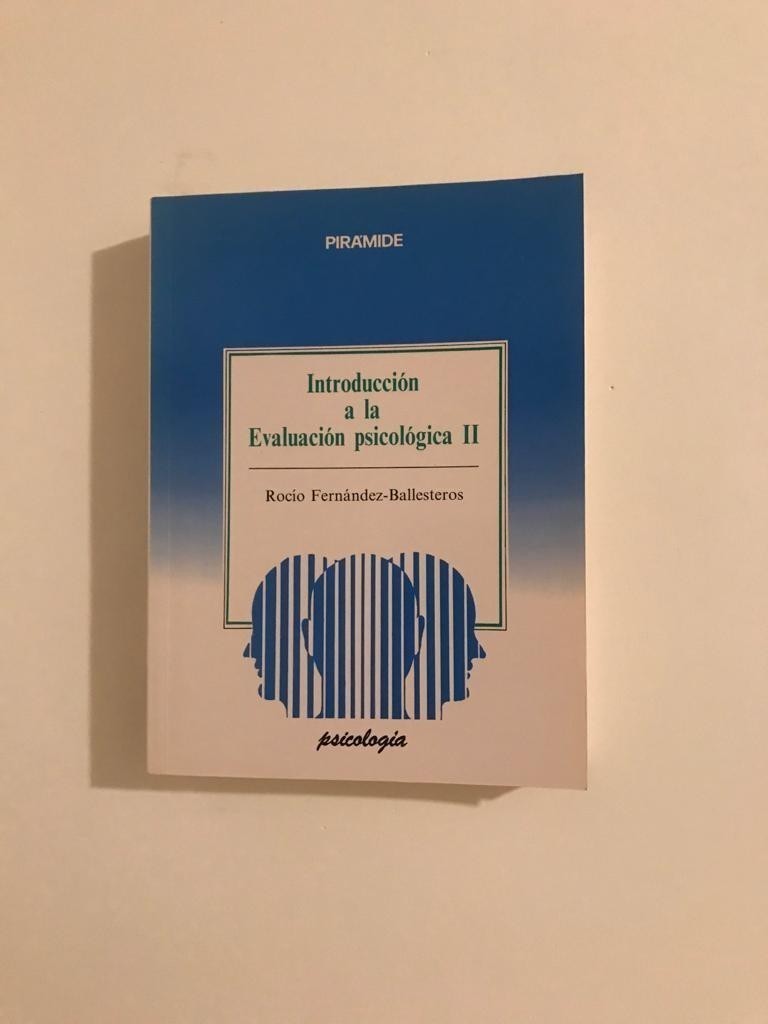 PIRÁMIDE
Introducción
a la
Evaluación psicológica II
Rocío Fernández-Ballesteros
psicología